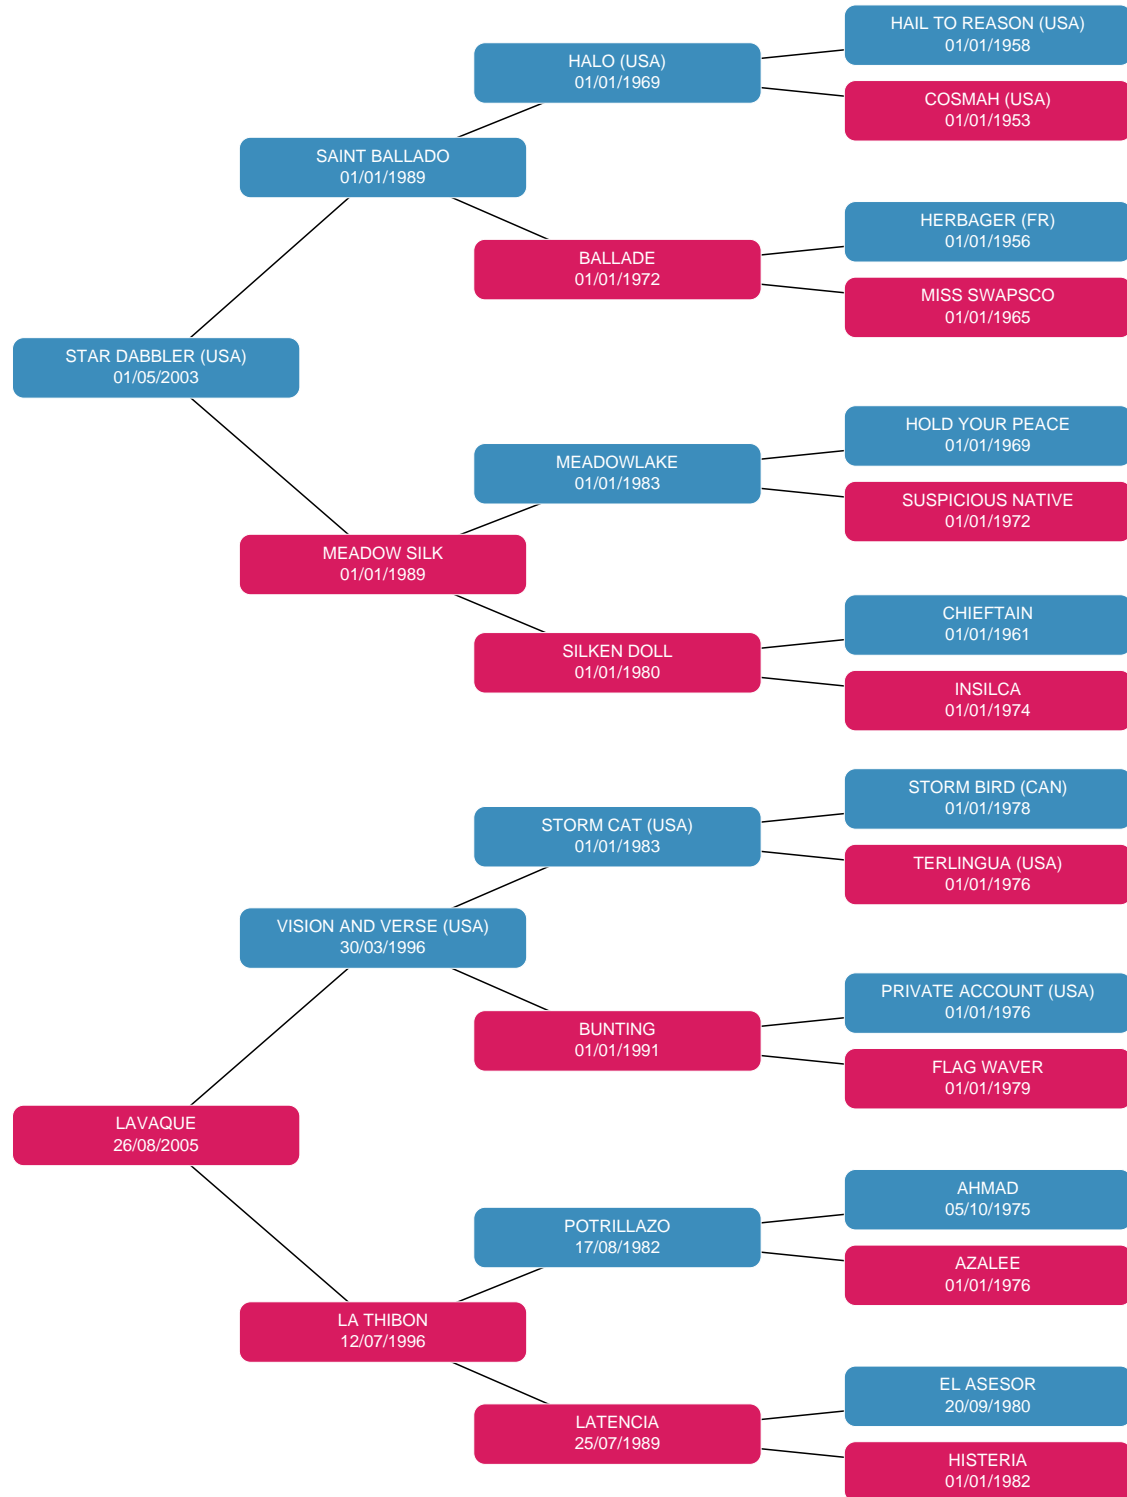 HAIL TO REASON (USA)
01/01/1958
HALO (USA)
01/01/1969
COSMAH (USA)
01/01/1953
SAINT BALLADO
01/01/1989
HERBAGER (FR)
01/01/1956
BALLADE
01/01/1972
MISS SWAPSCO
01/01/1965
STAR DABBLER (USA)
01/05/2003
HOLD YOUR PEACE
01/01/1969
MEADOWLAKE
01/01/1983
SUSPICIOUS NATIVE
01/01/1972
MEADOW SILK
01/01/1989
CHIEFTAIN
01/01/1961
SILKEN DOLL
01/01/1980
INSILCA
01/01/1974
STORM BIRD (CAN)
01/01/1978
STORM CAT (USA)
01/01/1983
TERLINGUA (USA)
01/01/1976
VISION AND VERSE (USA)
30/03/1996
PRIVATE ACCOUNT (USA)
01/01/1976
BUNTING
01/01/1991
FLAG WAVER
01/01/1979
LAVAQUE
26/08/2005
AHMAD
05/10/1975
POTRILLAZO
17/08/1982
AZALEE
01/01/1976
LA THIBON
12/07/1996
EL ASESOR
20/09/1980
LATENCIA
25/07/1989
HISTERIA
01/01/1982